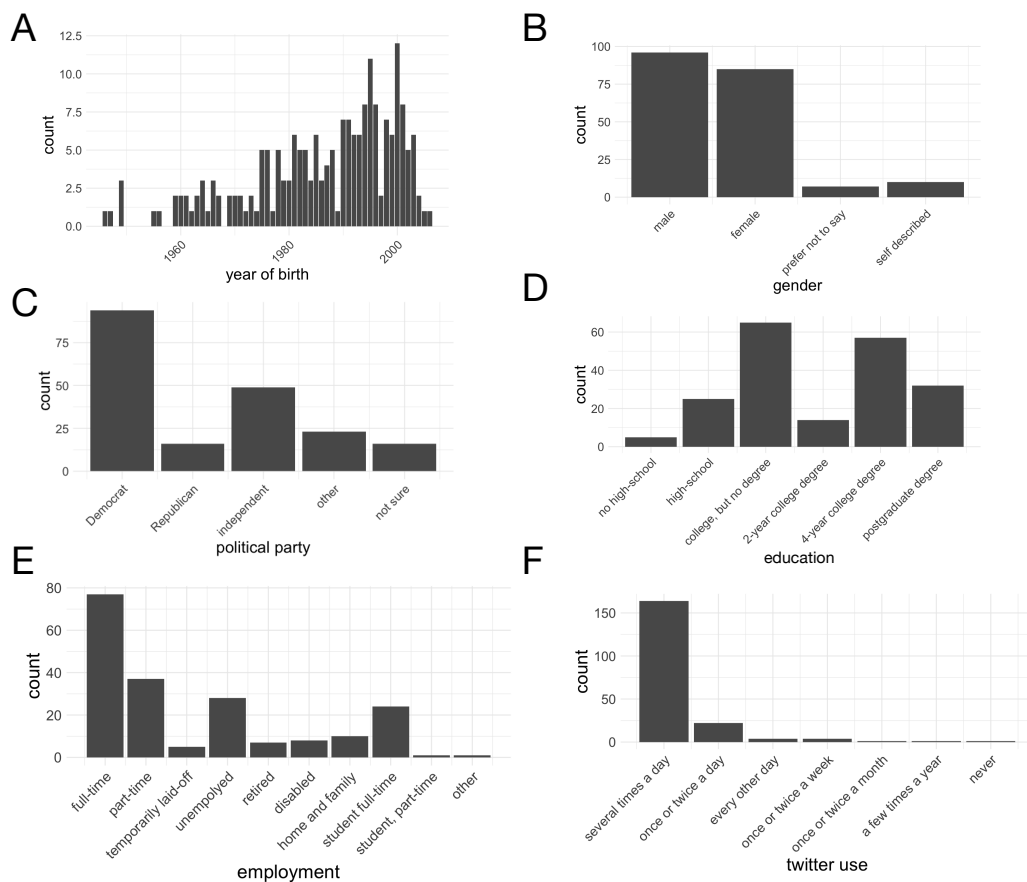 A
12.5
10.0
7.5
5.0
2.5
0.0
count
1960
1980
2000
year of birth
B
100
75
50
25
0
count
male
female
prefer not to say
self described
gender
C
75
50
25
0
count
Democrat
Republican
independent
other
not sure
political party
D
60
40
20
0
count
no high-school
high-school
college, but no degree
2-year college degree
4-year college degree
postgraduate degree
education
E
80
60
40
20
0
count
full-time
part-time
temporarily laid-off
unempolyed
retired
disabled
home and family
student full-time
student, part-time
other
employment
F
150
100
50
0
count
several times a day
once or twice a day
every other day
once or twice a week
once or twice a month
a few times a year
never
twitter use